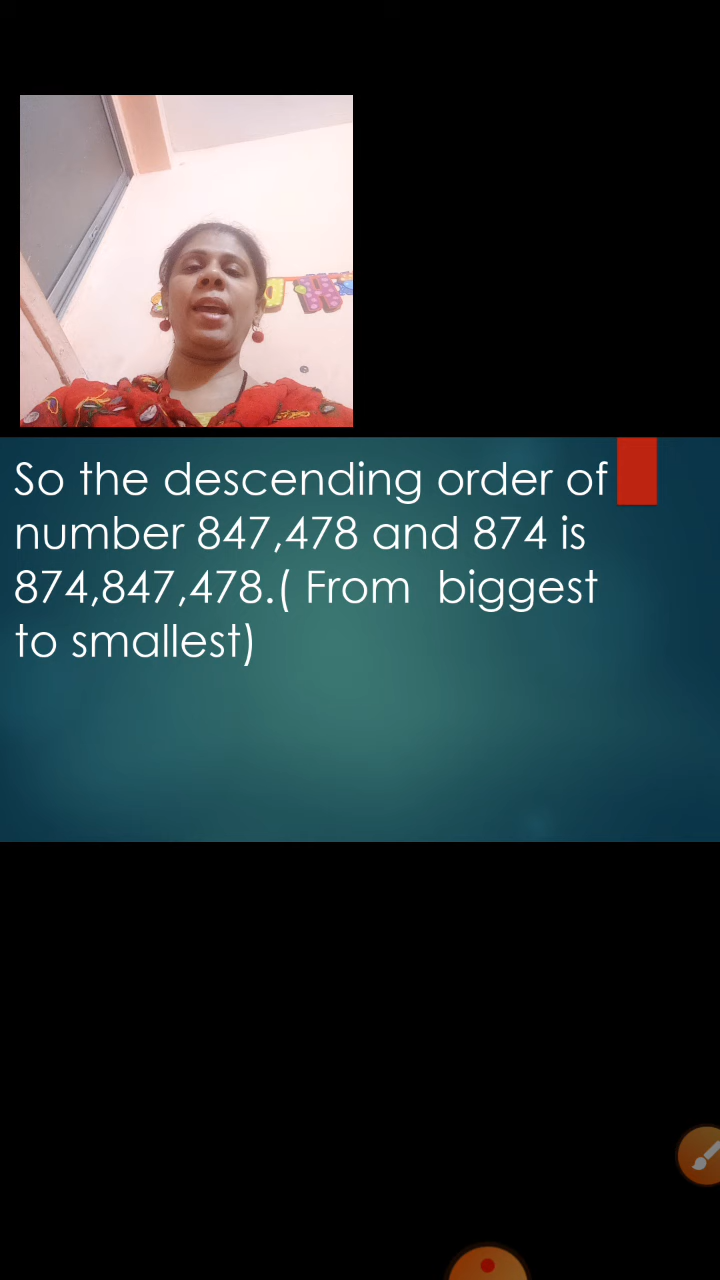 H
So the descending order of
number 847,478 and 874 is
874,847,478.( From  biggest
to smallest)